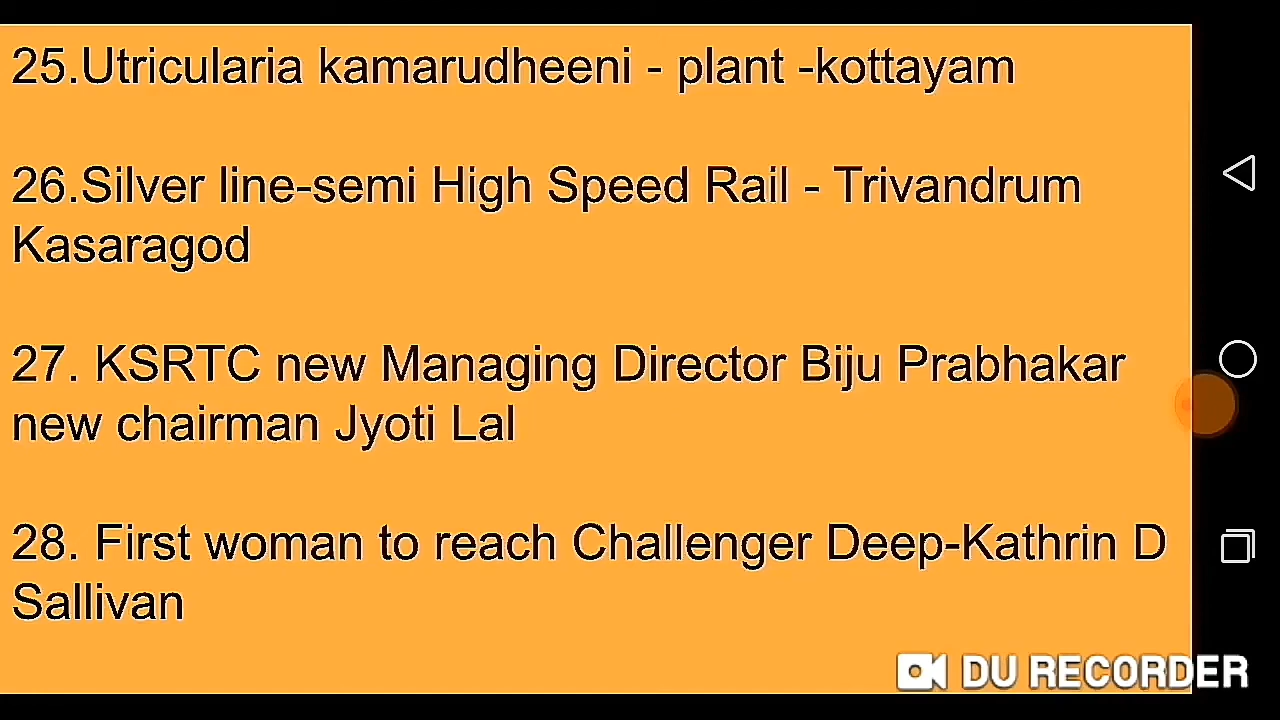 25.Utricularia kamarudheeni - plant -kottayam
26.Silver line-semi High Speed Rail - Trivandrum
Kasaragod
27. KSRTC new Managing Director Biju Prabhakar
new chairman Jyoti Lal
28. First woman to reach Challenger Deep-Kathrin D
Sallivan
DU RECORDER